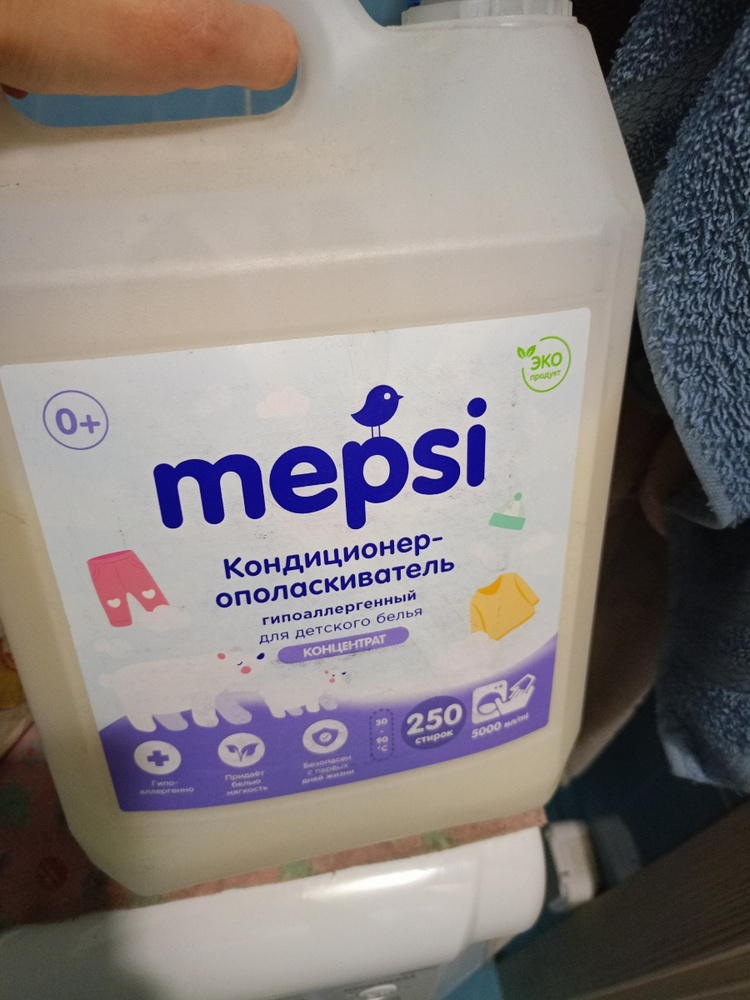 0+
ЭКО
продукт
mepsi
Кондиционер-
ополаскиватель
гипоаллергенный
для детского белья
КОНЦЕНТРАТ
Гипо-
аллергенно
Придаёт
белью
мягкость
Безопасен
с первых
дней жизни
30
-
90
°C
250
стирок
5000 мл/ml